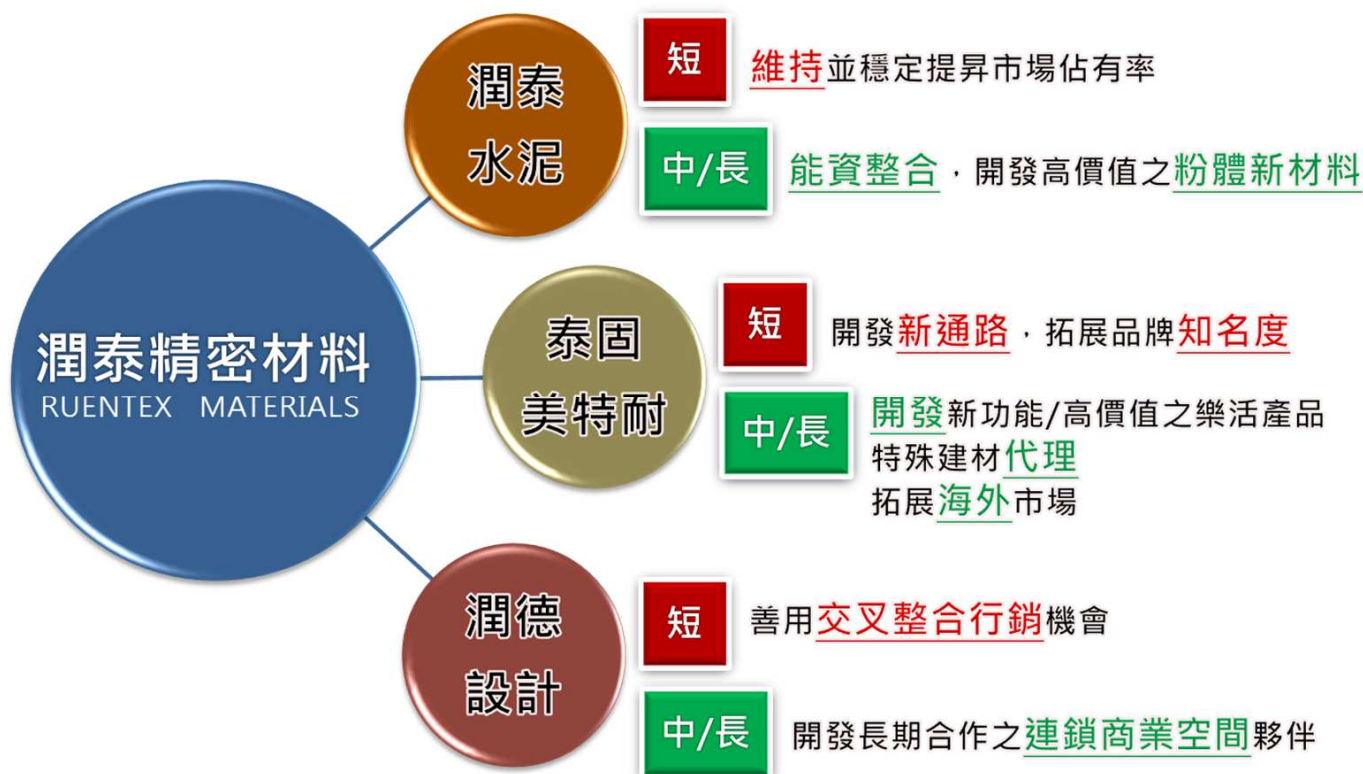 潤泰精密材料
RUENTEX MATERIALS
潤泰
水泥
短
維持並穩定提昇市場佔有率
中/長
能資整合，開發高價值之粉體新材料
泰固
美特耐
短
開發新通路，拓展品牌知名度
中/長
開發新功能/高價值之樂活產品
特殊建材代理
拓展海外市場
潤德
設計
短
善用交叉整合行銷機會
中/長
開發長期合作之連鎖商業空間夥伴